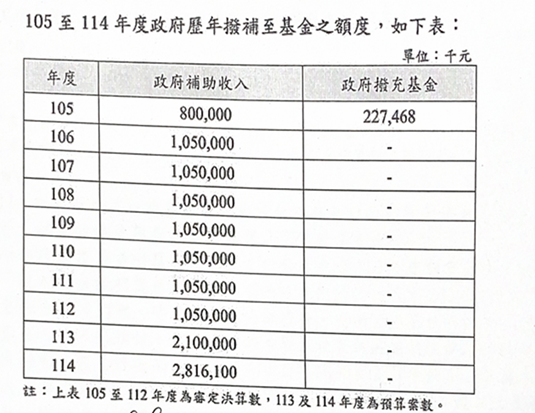 105 至 114 年度政府歷年撥補至基金之額度，如下表：
單位：千元
年度 政府補助收入 政府撥充基金
105 800,000 227,468
106 1,050,000 -
107 1,050,000 -
108 1,050,000 -
109 1,050,000 -
110 1,050,000 -
111 1,050,000 -
112 1,050,000 -
113 2,100,000 -
114 2,816,100 -
註：上表 105 至 112 年度為審定決算數，113 及 114 年度為預算案數。